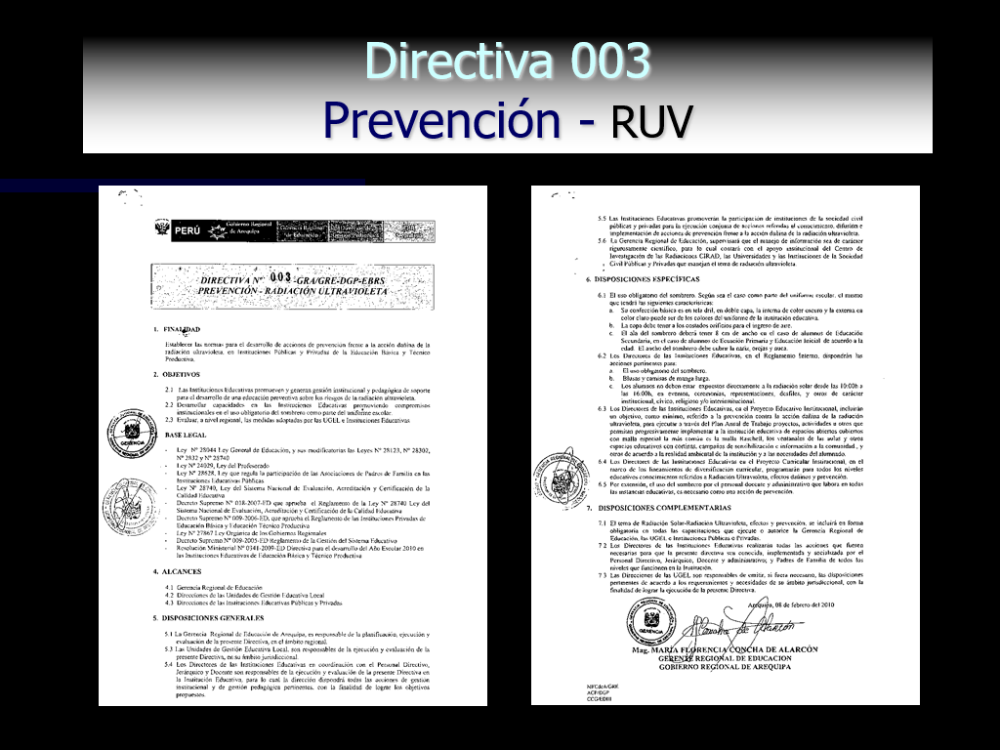 Directiva 003
Prevención - RUV
PERÚ
Gobierno Regional
de Arequipa
Gerencia Regional
de Educación
DIRECTIVA Nº 003 -GRA/GRE-DGP-EBRS
PREVENCIÓN - RADIACIÓN ULTRAVIOLETA
1. FINALIDAD
Establecer las normas para el desarrollo de acciones de prevención frente a la acción dañina de la
radiación ultravioleta, en Instituciones Públicas y Privadas de la Educación Básica y Técnico
Productiva.
2. OBJETIVOS
2.1 Las Instituciones Educativas promueven y generan gestión institucional y pedagógica de soporte
para el desarrollo de una educación preventiva sobre los riesgos de la radiación ultravioleta.
2.2 Desarrollar capacidades en las Instituciones Educativas promoviendo compromisos
institucionales en el uso obligatorio del sombrero como parte del uniforme escolar.
2.3 Evaluar, a nivel regional, las medidas adoptadas por las UGEL e Instituciones Educativas
BASE LEGAL
- Ley Nº 28044 Ley General de Educación, y sus modificatorias las Leyes Nº 28123, Nº 28302,
Nº 2832 y Nº 28740
- Ley Nº 24029, Ley del Profesorado
- Ley Nº 28628, Ley que regula la participación de las Asociaciones de Padres de Familia en las
Instituciones Educativas Públicas
- Ley Nº 28740, Ley del Sistema Nacional de Evaluación, Acreditación y Certificación de la
Calidad Educativa
- Decreto Supremo Nº 018-2007-ED que aprueba el Reglamento de la Ley Nº 28740 Ley del
Sistema Nacional de Evaluación, Acreditación y Certificación de la Calidad Educativa
- Decreto Supremo Nº 009-2006-ED, que aprueba el Reglamento de las Instituciones Privadas de
Educación Básica y Educación Técnico Productiva
- Ley Nº 27867 Ley Orgánica de los Gobiernos Regionales
- Decreto Supremo Nº 009-2005-ED Reglamento de la Gestión del Sistema Educativo
- Resolución Ministerial Nº 0341-2009-ED Directiva para el desarrollo del Año Escolar 2010 en
las Instituciones Educativas de Educación Básica y Técnico Productiva
4. ALCANCES
4.1 Gerencia Regional de Educación
4.2 Direcciones de las Unidades de Gestión Educativa Local
4.3 Direcciones de las Instituciones Educativas Públicas y Privadas
5. DISPOSICIONES GENERALES
5.1 La Gerencia Regional de Educación de Arequipa, es responsable de la planificación, ejecución y
evaluación de la presente Directiva, en el ámbito regional.
5.3 Las Unidades de Gestión Educativa Local, son responsables de la ejecución y evaluación de la
presente Directiva, en su ámbito jurisdiccional
5.4 Los Directores de las Instituciones Educativas en coordinación con el Personal Directivo,
Jerárquico y Docente son responsables de la ejecución y evaluación de la presente Directiva en
la Institución Educativa, para lo cual la dirección dispondrá todas las acciones de gestión
institucional y de gestión pedagógica pertinentes, con la finalidad de lograr los objetivos
propuestos.
GERENCIA
5.5 Las Instituciones Educativas promoverán la participación de instituciones de la sociedad civil
públicas y privadas para la ejecución conjunta de acciones referidas al conocimiento, difusión e
implementación de acciones de prevención frente a la acción dañina de la radiación ultravioleta.
5.6 La Gerencia Regional de Educación, supervisará que el manejo de información sea de carácter
rigurosamente científico, para lo cual contará con el apoyo institucional del Centro de
Investigación de las Radiaciones CIRAD, las Universidades y las Instituciones de la Sociedad
Civil Públicas y Privadas que manejan el tema de radiación ultravioleta.
6. DISPOSICIONES ESPECÍFICAS
6.1 El uso obligatorio del sombrero. Según sea el caso como parte del uniforme escolar, el mismo
que tendrá las siguientes características:
a. Su confección básica es en tela dril, en doble capa, la interna de color oscuro y la externa en
color claro puede ser de los colores del uniforme de la institución educativa.
b. La copa debe tener a los costados orificios para el ingreso de aire.
c. El ala del sombrero deberá tener 8 cm de ancho en el caso de alumnos de Educación
Secundaria, en el caso de alumnos de Ecuación Primaria y Educación Inicial de acuerdo a la
edad. El ancho del sombrero debe cubrir la nariz, orejas y nuca.
6.2 Los Directores de las Instituciones Educativas, en el Reglamento Interno, dispondrán las
acciones pertinentes para:
a. El uso obligatorio del sombrero.
b. Blusas y camisas de manga larga.
c. Los alumnos no deben estar expuestos directamente a la radiación solar desde las 10:00h a
las 16:00h, en eventos, ceremonias, representaciones, desfiles, y otros de carácter
institucional, cívico, religioso y/o interinstitucional.
6.3 Los Directores de las Instituciones Educativas, en el Proyecto Educativo Institucional, incluirán
un objetivo, como mínimo, referido a la prevención contra la acción dañina de la radiación
ultravioleta, para ejecutar a través del Plan Anual de Trabajo proyectos, actividades u otros que
permitan progresivamente implementar a la institución educativa de espacios abiertos cubiertos
con malla especial la más común es la malla Raschell, los ventanales de las aulas y otros
espacios educativos con cortinas, campañas de sensibilización e información a la comunidad, y
otros de acuerdo a la realidad ambiental de la institución y a las necesidades del alumnado.
6.4 Los Directores de las Instituciones Educativas en el Proyecto Curricular Institucional, en el
marco de los lineamientos de diversificación curricular, programarán para todos los niveles
educativos conocimientos referidos a Radiación Ultravioleta, efectos dañinos y prevención.
6.5 Por extensión, el uso del sombrero por el personal docente y administrativo que labora en todas
las instancias educativas, es necesario como una acción de prevención.
7. DISPOSICIONES COMPLEMENTARIAS
7.1 El tema de Radiación Solar-Radiación Ultravioleta, efectos y prevención, se incluirá en forma
obligatoria en todas las capacitaciones que ejecute o autorice la Gerencia Regional de
Educación, las UGEL e Instituciones Públicas o Privadas.
7.2 Los Directores de las Instituciones Educativas realizarán todas las acciones que fueren
necesarias para que la presente directiva sea conocida, implementada y socializada por el
Personal Directivo, Jerárquico, Docente y administrativo; y Padres de Familia de todos los
niveles que funcionen en la Institución.
7.3 Las Direcciones de las UGEL son responsables de emitir, si fuera necesario, las disposiciones
pertinentes de acuerdo a los requerimientos y necesidades de su ámbito jurisdiccional, con la
finalidad de lograr la ejecución de la presente Directiva.
Arequipa, 08 de febrero del 2010
GERENCIA
Mag. MARÍA FLORENCIA CONCHA DE ALARCÓN
GERENTE REGIONAL DE EDUCACION
GOBIERNO REGIONAL DE AREQUIPA